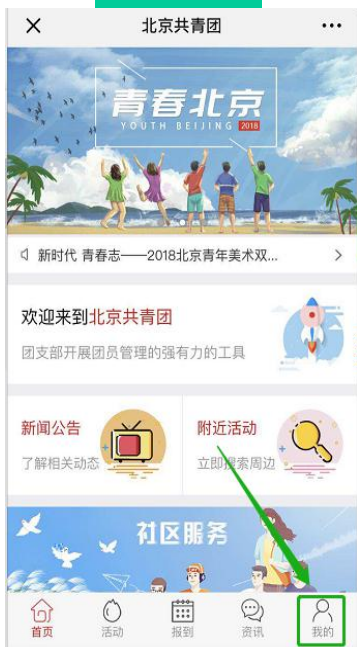 北京共青团
青春北京
YOUTH BEIJING 2018
新时代 青春志——2018北京青年美术双...
欢迎来到北京共青团
团支部开展团员管理的强有力的工具
新闻公告
了解相关动态
附近活动
立即搜索周边
社区服务
首页
活动
报到
资讯
我的